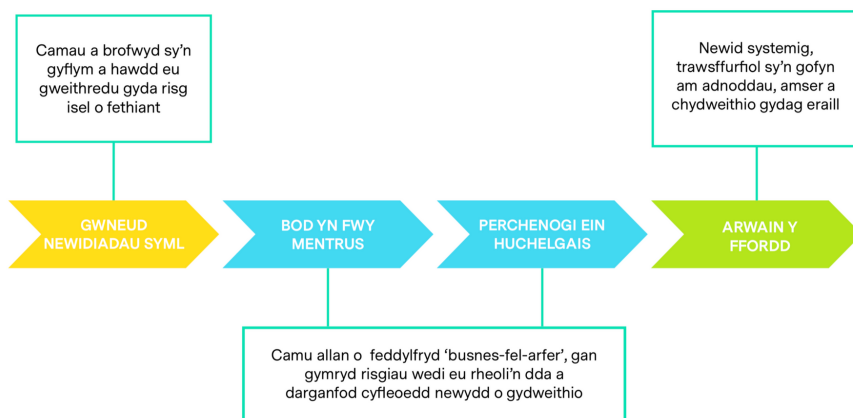 Camau a brofwyd sy'n
gyflym a hawdd eu
gweithredu gyda risg
isel o fethiant
Newid systemig,
trawsffurfiol sy'n gofyn
am adnoddau, amser a
chydweithio gydag eraill
GWNEUD
NEWIDIADAU SYML
BOD YN FWY
MENTRUS
PERCHENOGI EIN
HUCHELGAIS
ARWAIN Y
FFORDD
Camu allan o feddylfryd ‘busnes-fel-arfer’, gan
gymryd risgiau wedi eu rheoli’n dda a
darganfod cyfleoedd newydd o gydweithio